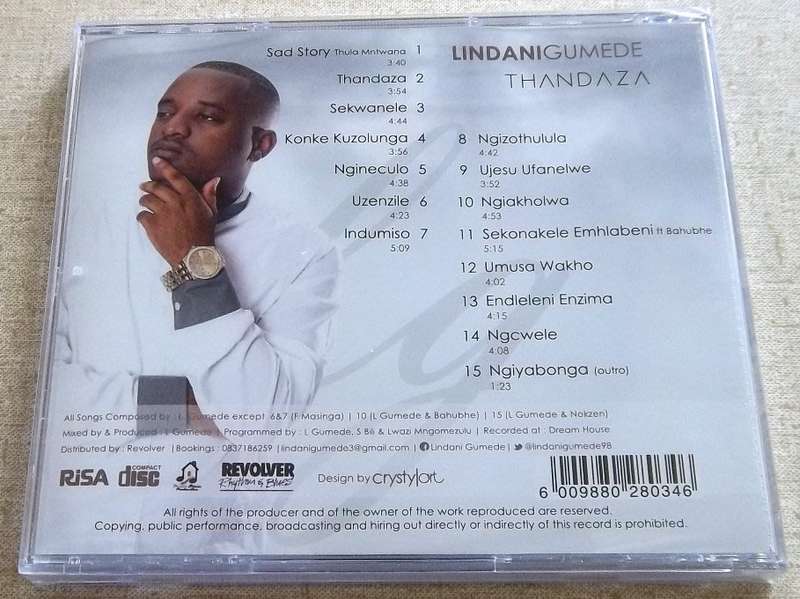 LINDANIGUMEDE
THANDAZA
Sad Story Thula Mntwana 1
3:40
Thandaza 2
3:54
Sekwanele 3
4:44
Konke Kuzolunga 4
3:56
Ngineculo 5
4:38
Uzenzile 6
4:23
Indumiso 7
5:09
8 Ngizothulula
4:42
9 Ujesu Ufanelwe
3:52
10 Ngiakholwa
4:53
11 Sekonakele Emhlabeni ft Bahubhe
5:15
12 Umusa Wakho
4:02
13 Endleleni Enzima
4:15
14 Ngcwele
4:08
15 Ngiyabonga (outro)
1:23
All Songs Composed by : L Gumede except 6&7 (F Masinga) | 10 (L Gumede & Bahubhe) | 15 (L Gumede & Nokzen)
Mixed by & Produced : L Gumede | Programmed by : L Gumede, S Bili & Lwazi Mngomezulu | Recorded at : Dream House
Distributed by : Revolver | Bookings : 0837186259 | lindanigumede3@gmail.com | Lindani Gumede | @lindanigumede98
RiSA COMPACT disc REVOLVER
Rhythm & Blues
Design by crystylart
6 009880 280346
All rights of the producer and of the owner of the work reproduced are reserved.
Copying, public performance, broadcasting and hiring out directly or indirectly of this record is prohibited.